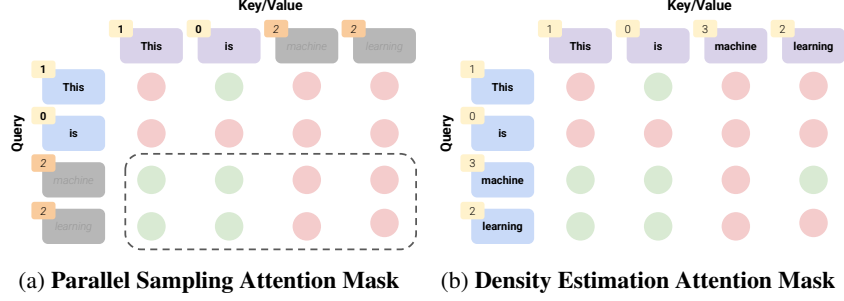 Key/Value
1 0 2 2
This is machine learning
1
This
0
is
2
machine
2
learning
Query
(a) Parallel Sampling Attention Mask
Key/Value
1 0 3 2
This is machine learning
1
This
0
is
3
machine
2
learning
Query
(b) Density Estimation Attention Mask